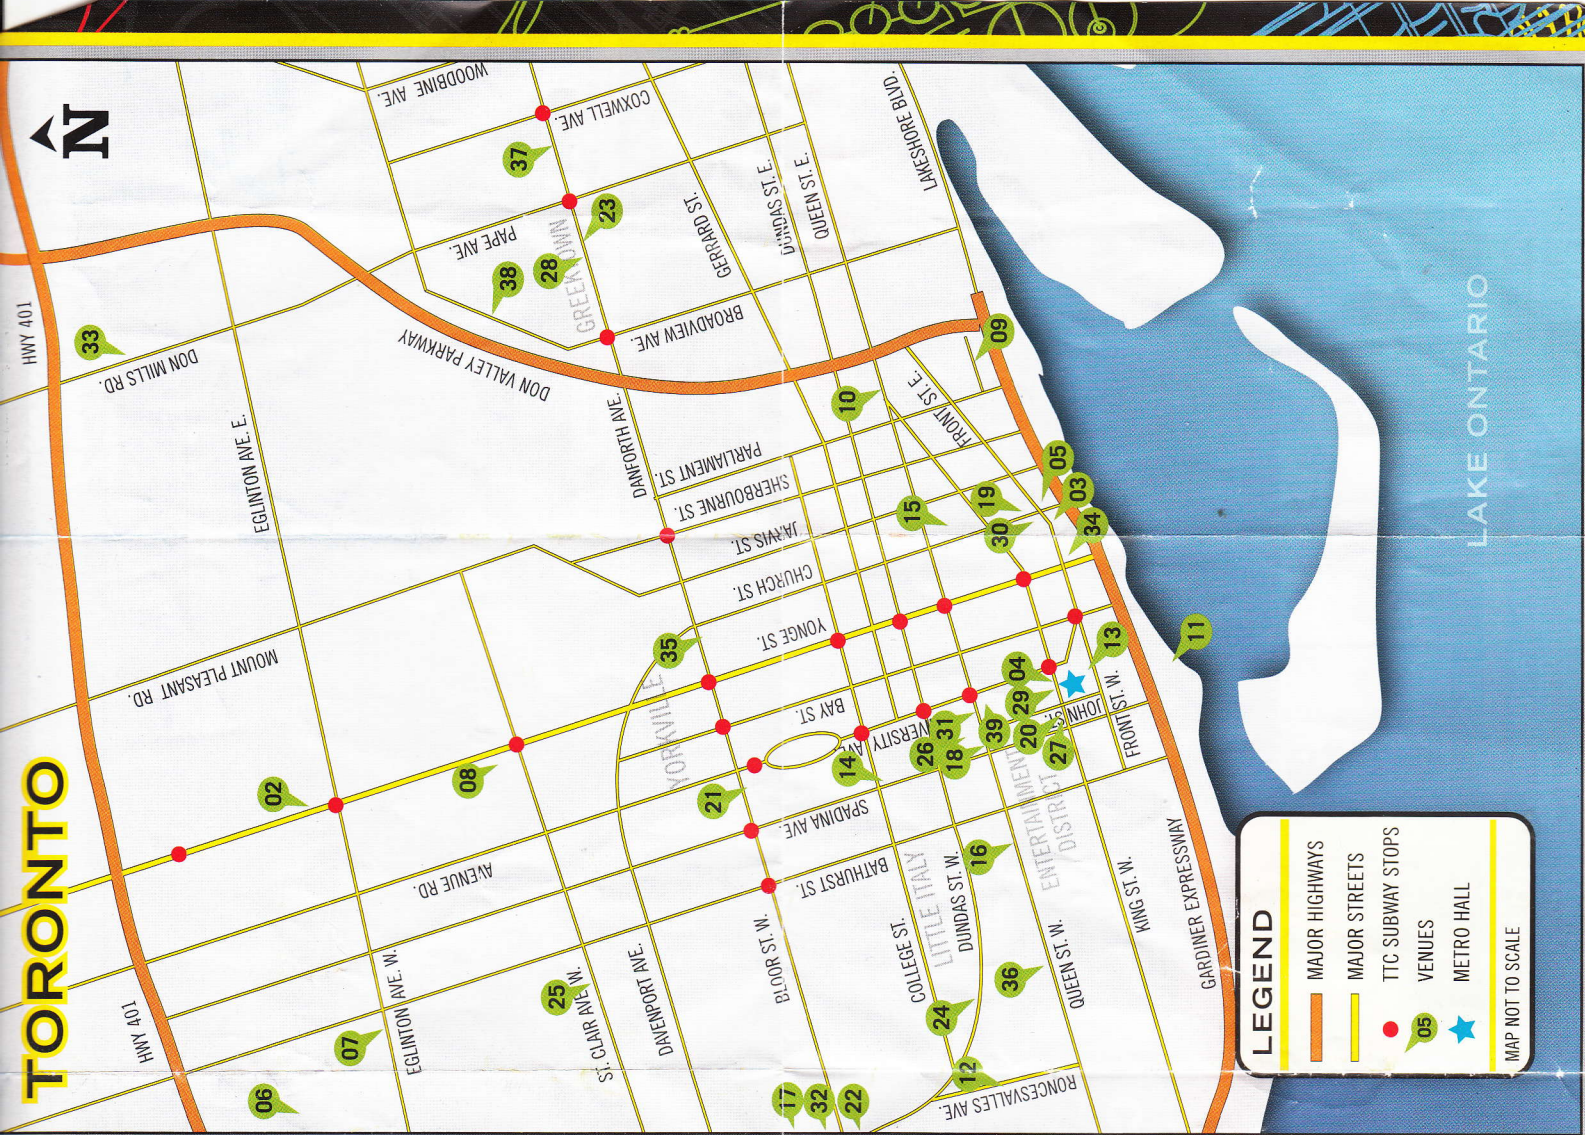 TORONTO
N
HWY 401
HWY 401
33
DON MILLS RD.
EGLINTON AVE. E.
MOUNT PLEASANT RD.
02
08
AVENUE RD.
07
06
EGLINTON AVE. W.
25
ST. CLAIR AVE. W.
DAVENPORT AVE.
WOODBINE AVE.
COXWELL AVE.
37
PAPE AVE.
23
28
38
GREEKTOWN
DON VALLEY PARKWAY
BROADVIEW AVE.
GERRARD ST.
DUNDAS ST. E.
QUEEN ST. E.
LAKESHORE BLVD.
09
10
FRONT ST. E.
DANFORTH AVE.
PARLIAMENT ST.
SHERBOURNE ST.
JARVIS ST.
CHURCH ST.
YONGE ST.
35
YORKVILLE
BAY ST.
UNIVERSITY AVE.
21
14
SPADINA AVE.
BATHURST ST.
BLOOR ST. W.
15
19
30
05
03
34
11
13
04
29
20
27
JOHN ST.
FRONT ST. W.
31
26
18
39
ENTERTAINMENT
DISTRICT
16
LITTLE ITALY
DUNDAS ST. W.
COLLEGE ST.
24
36
QUEEN ST. W.
KING ST. W.
GARDINER EXPRESSWAY
12
RONCESVALLES AVE.
17
32
22
LAKE ONTARIO
LEGEND
MAJOR HIGHWAYS
MAJOR STREETS
TTC SUBWAY STOPS
05 VENUES
METRO HALL
MAP NOT TO SCALE